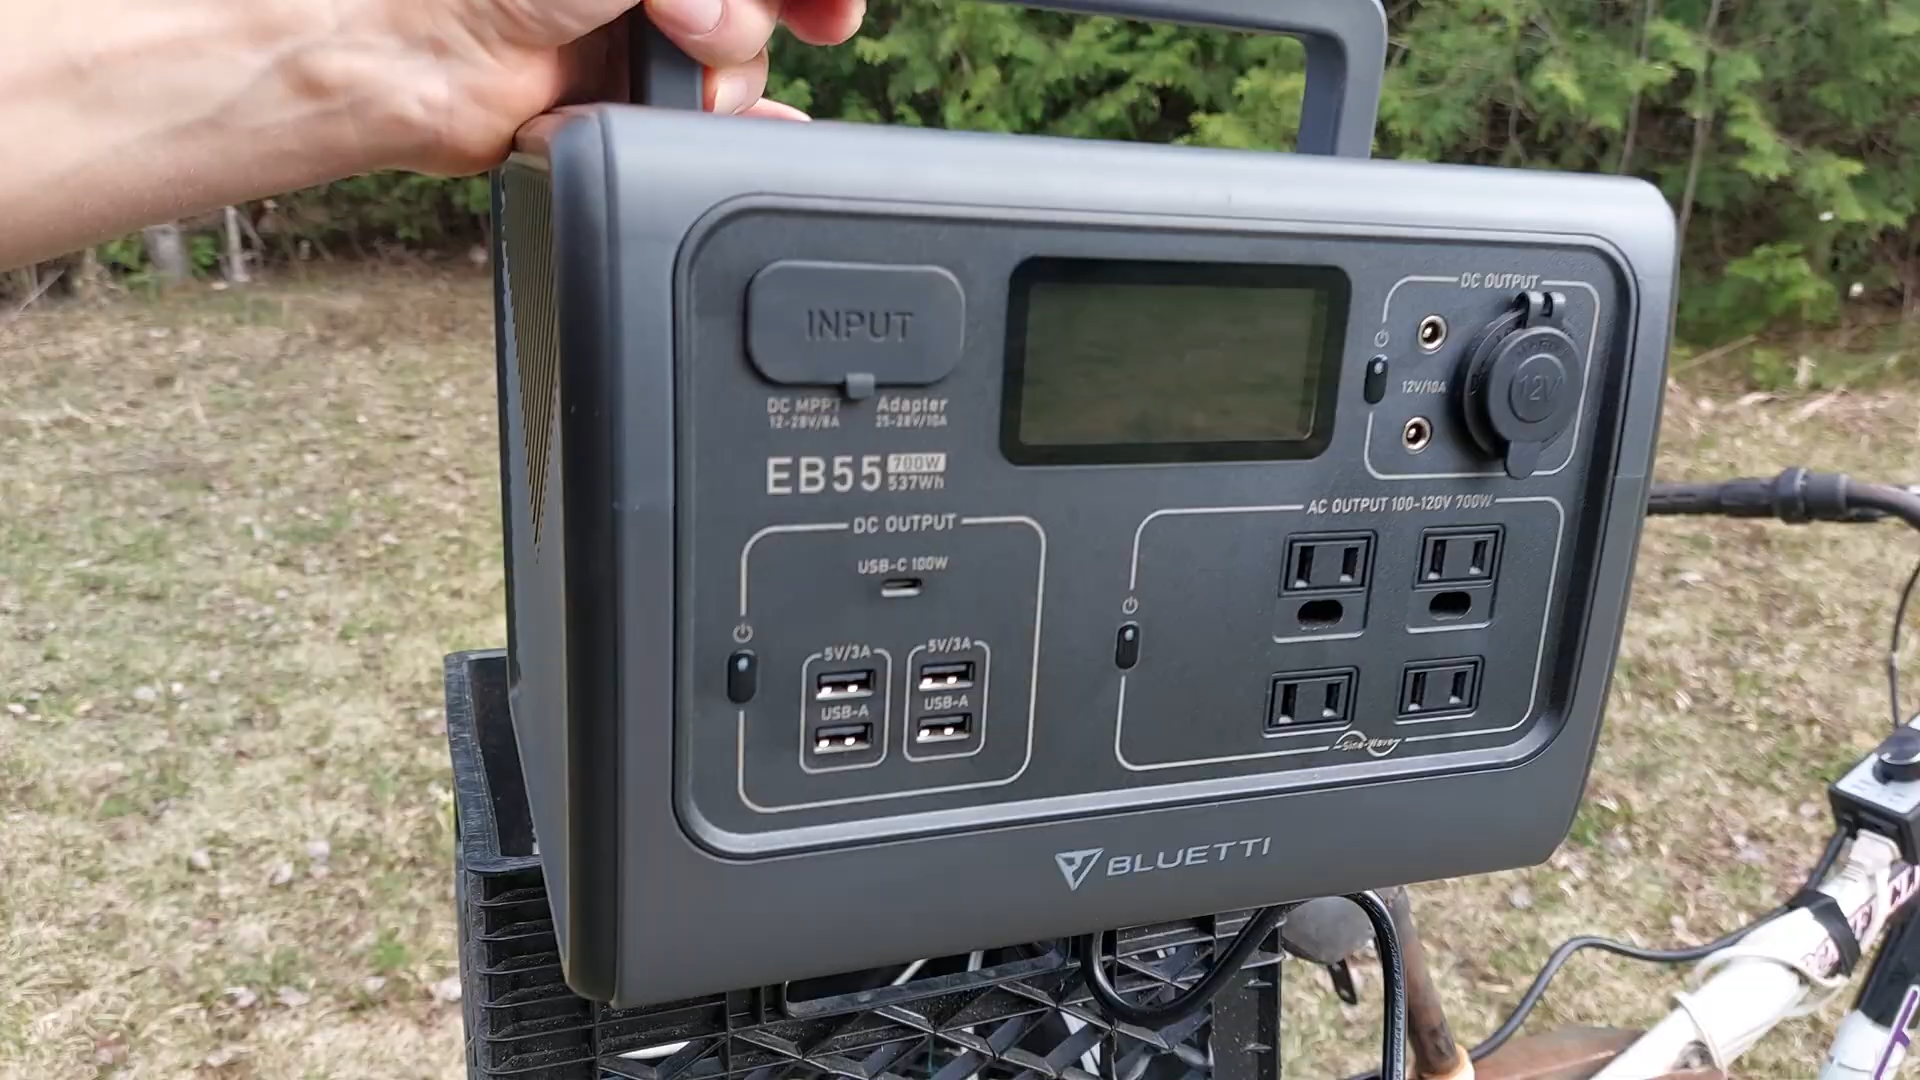 INPUT
DC MPPT Adapter
12-28V/8A 25-28V/10A
EB55 700W
537Wh
DC OUTPUT
12V/10A
12V
DC OUTPUT
USB-C 100W
5V/3A 5V/3A
USB-A USB-A
AC OUTPUT 100-120V 700W
Sine-Wave
BLUETTI